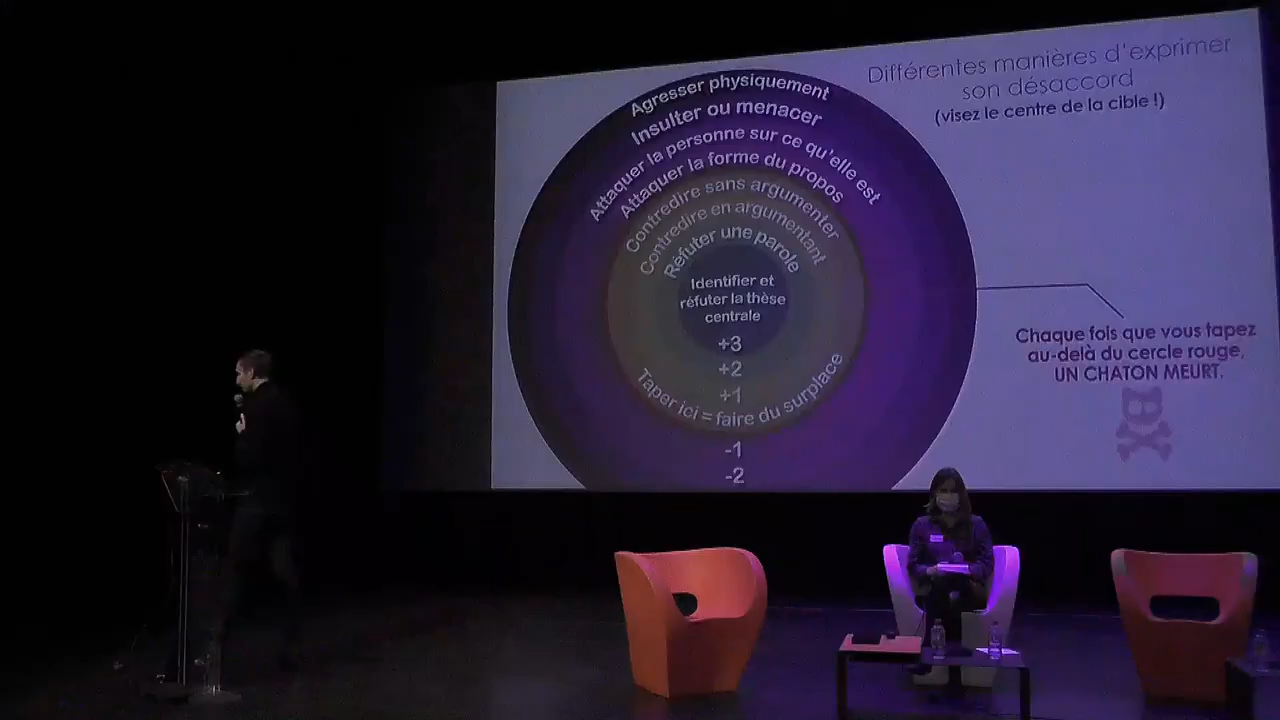 Différentes manières d'exprimer
son désaccord
(visez le centre de la cible !)
Agresser physiquement
Insulter ou menacer
Attaquer la personne sur ce qu'elle est
Attaquer la forme du propos
Contredire sans argumenter
Contredire en argumentant
Réfuter une parole
Identifier et
réfuter la thèse
centrale
+3
+2
+1
Taper ici = faire du surplace
-1
-2
Chaque fois que vous tapez
au-delà du cercle rouge,
UN CHATON MEURT.